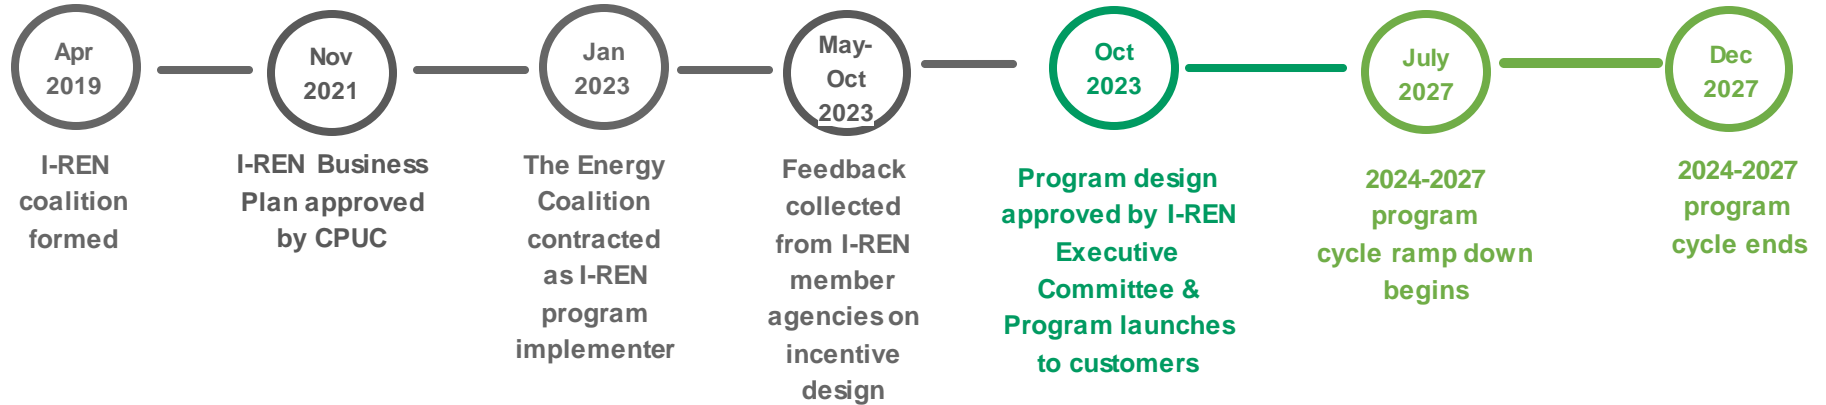 Apr
2019
I-REN
coalition
formed
Nov
2021
I-REN Business
Plan approved
by CPUC
Jan
2023
The Energy
Coalition
contracted
as I-REN
program
implementer
May-
Oct
2023
Feedback
collected
from I-REN
member
agencies on
incentive
design
Oct
2023
Program design
approved by I-REN
Executive
Committee &
Program launches
to customers
July
2027
2024-2027
program
cycle ramp down
begins
Dec
2027
2024-2027
program
cycle ends